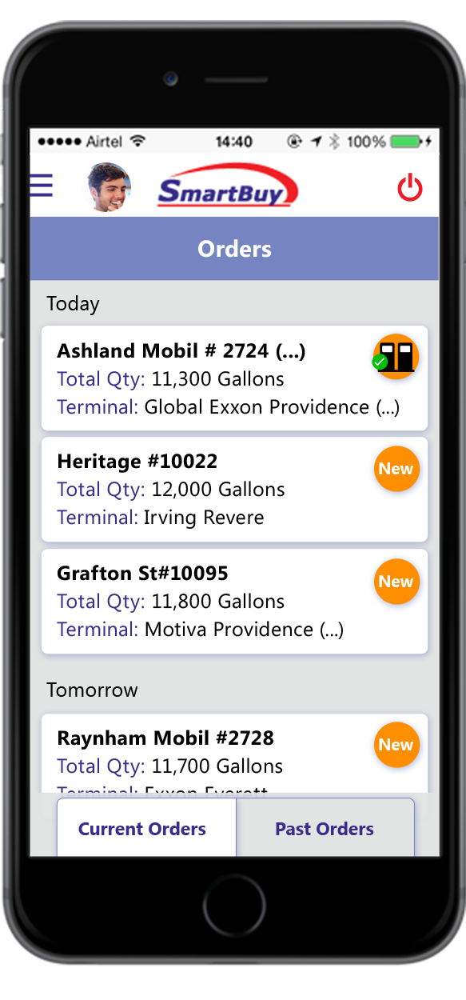 Airtel 14:40 100%
SmartBuy
Orders
Today
Ashland Mobil # 2724 (...)
Total Qty: 11,300 Gallons
Terminal: Global Exxon Providence (...)
Heritage #10022
New
Total Qty: 12,000 Gallons
Terminal: Irving Revere
Grafton St#10095
New
Total Qty: 11,800 Gallons
Terminal: Motiva Providence (...)
Tomorrow
Raynham Mobil #2728
New
Total Qty: 11,700 Gallons
Terminal: Exxon Everett
Current Orders Past Orders